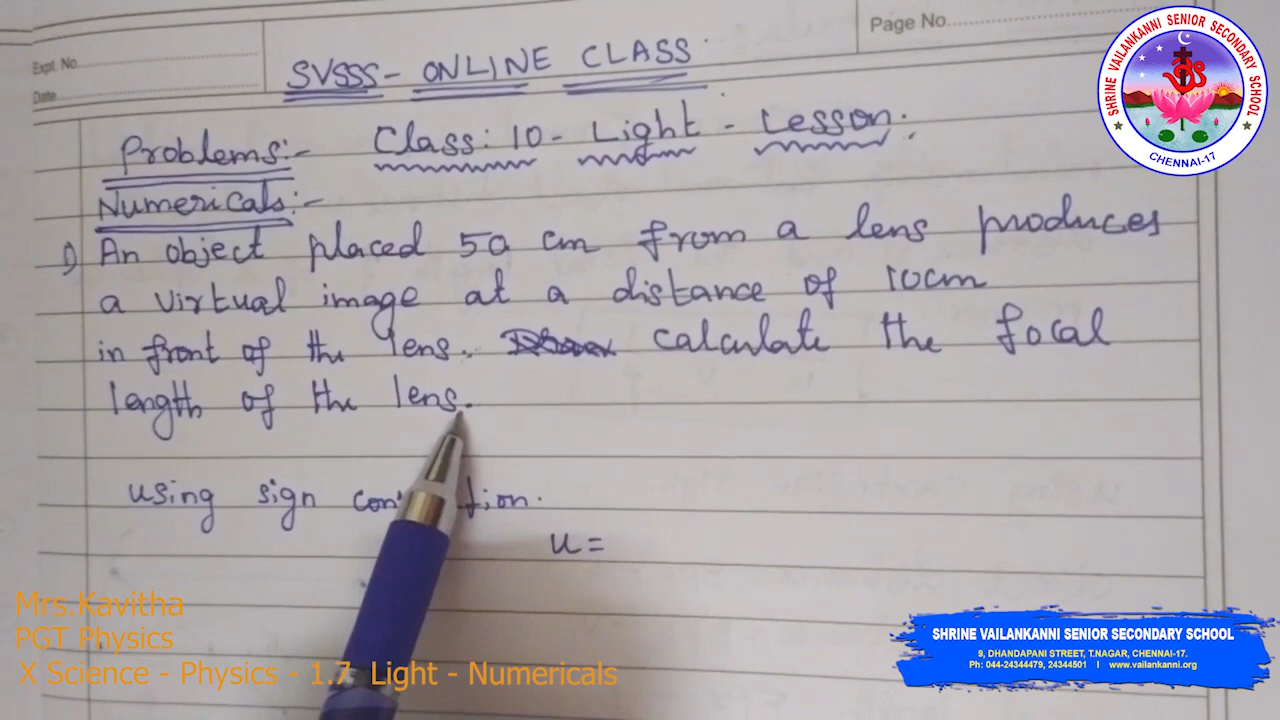 Expt. No.
Page No.
Date
SVSSS- ONLINE CLASS
Problems:- Class: 10- Light - Lesson.
Numericals:-
1) An object placed 50 cm from a lens produces
a virtual image at a distance of 10cm
in front of the lens. calculate the focal
length of the lens.
using sign convention.
u=
SHRINE VAILANKANNI SENIOR SECONDARY SCHOOL
CHENNAI-17
Mrs.Kavitha
PGT Physics
X Science - Physics - 1.7 Light - Numericals
SHRINE VAILANKANNI SENIOR SECONDARY SCHOOL
9, DHANDAPANI STREET, T.NAGAR, CHENNAI-17.
Ph: 044-24344479, 24344501 | www.vailankanni.org